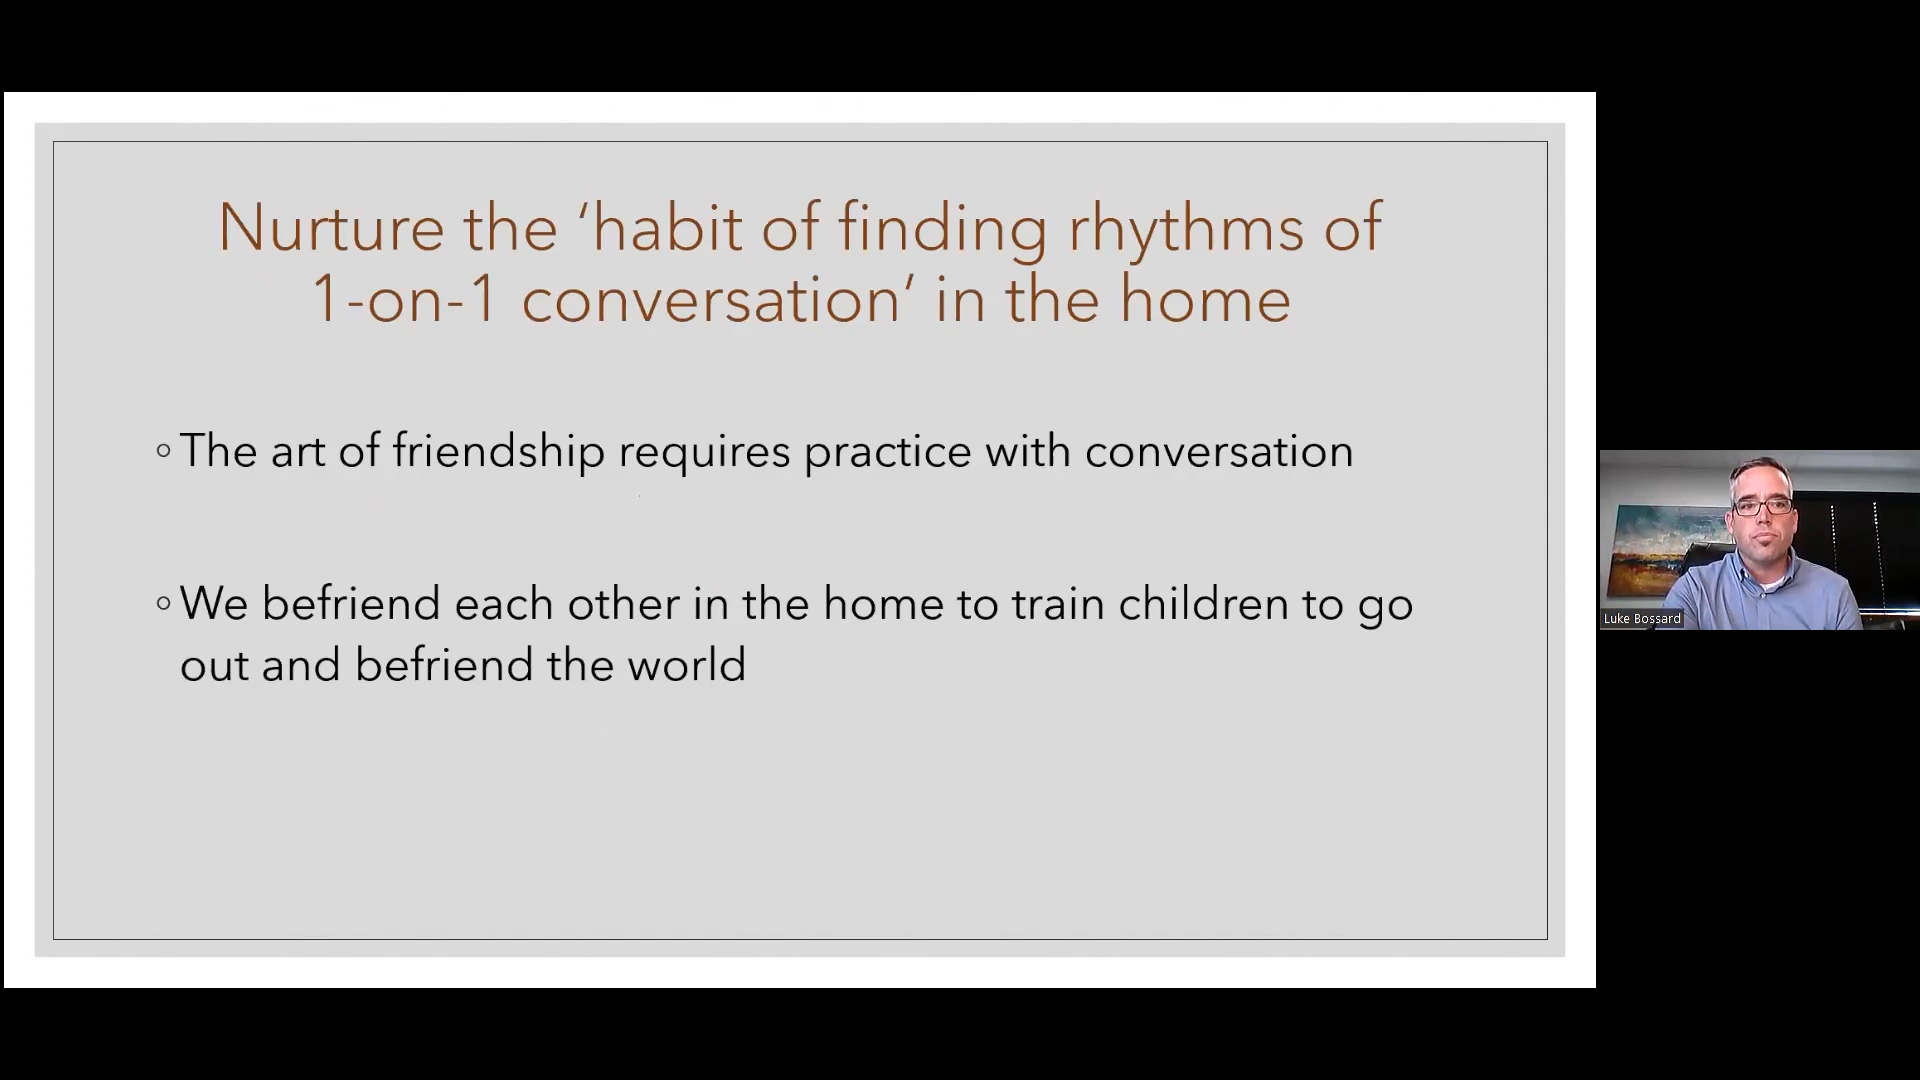 Nurture the ‘habit of finding rhythms of
1-on-1 conversation’ in the home
◦ The art of friendship requires practice with conversation
◦ We befriend each other in the home to train children to go
out and befriend the world
Luke Bossard